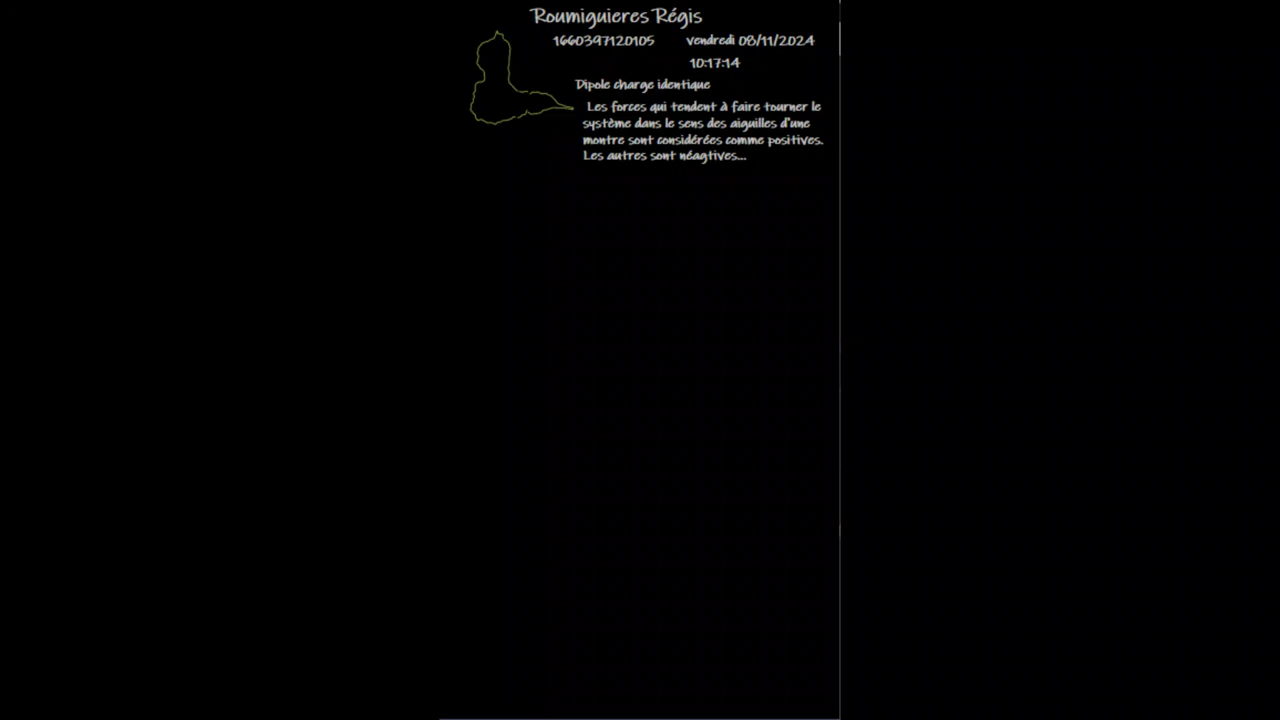 Roumiguieres Régis
1660397120105 vendredi 08/11/2024
10:17:14
Dipole charge identique
Les forces qui tendent à faire tourner le
système dans le sens des aiguilles d'une
montre sont considérées comme positives.
Les autres sont néagtives...